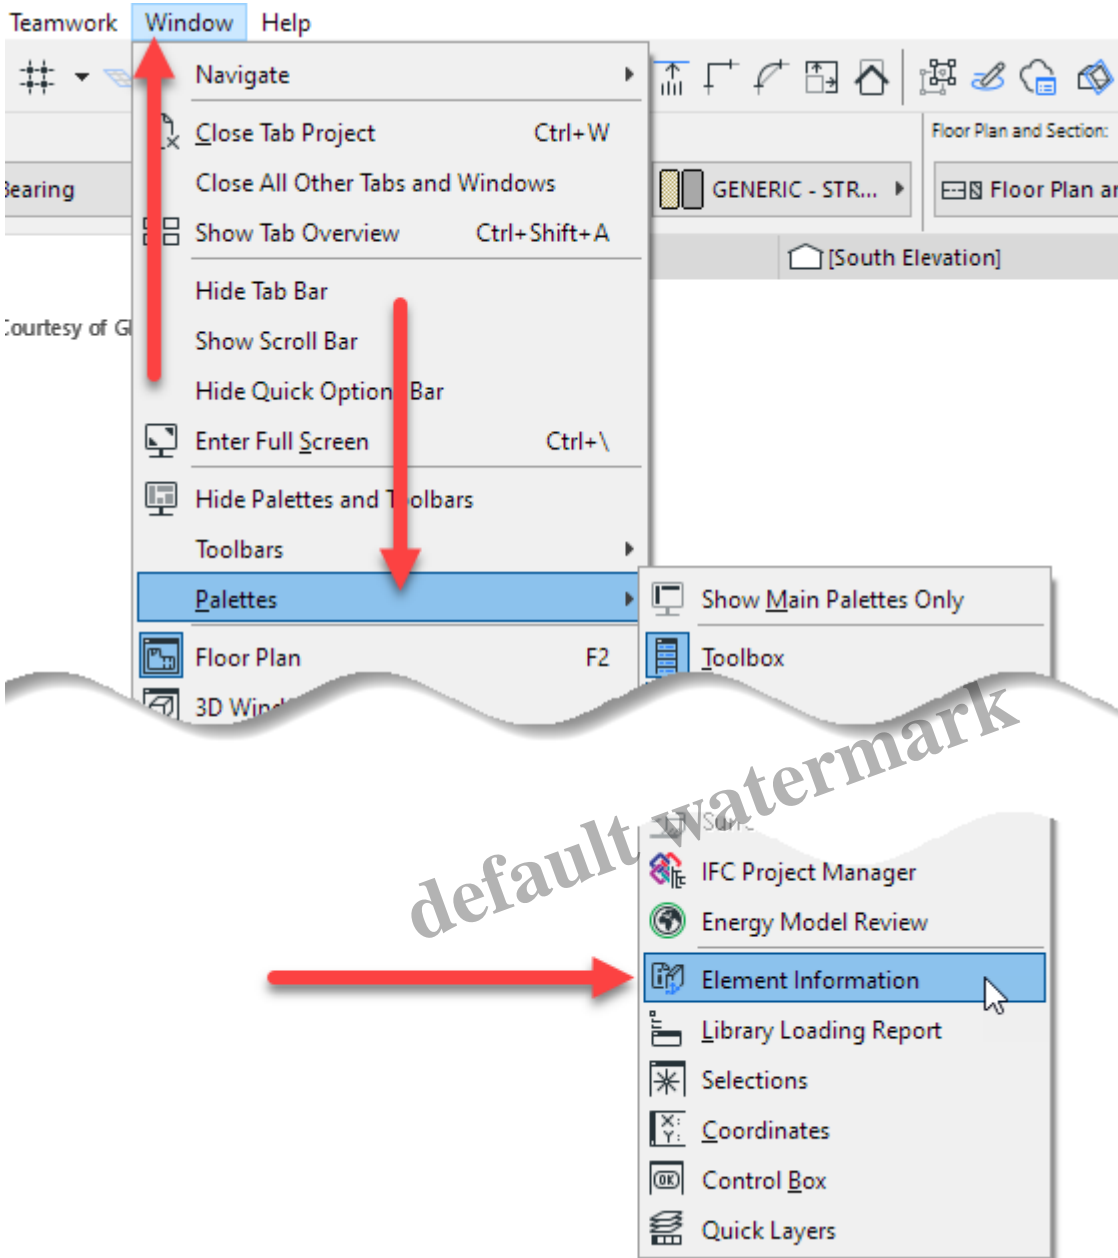 Teamwork Window Help
Navigate
Close Tab Project Ctrl+W
Floor Plan and Section:
Close All Other Tabs and Windows
GENERIC - STR...
Floor Plan
Show Tab Overview Ctrl+Shift+A
[South Elevation]
Hide Tab Bar
Courtesy of
Show Scroll Bar
Hide Quick Option Bar
Enter Full Screen Ctrl+\
Hide Palettes and Toolbars
Toolbars
Palettes
Show Main Palettes Only
Floor Plan F2
Toolbox
3D
default watermark
IFC Project Manager
Energy Model Review
Element Information
Library Loading Report
Selections
X:
Y:
Coordinates
OK
Control Box
Quick Layers